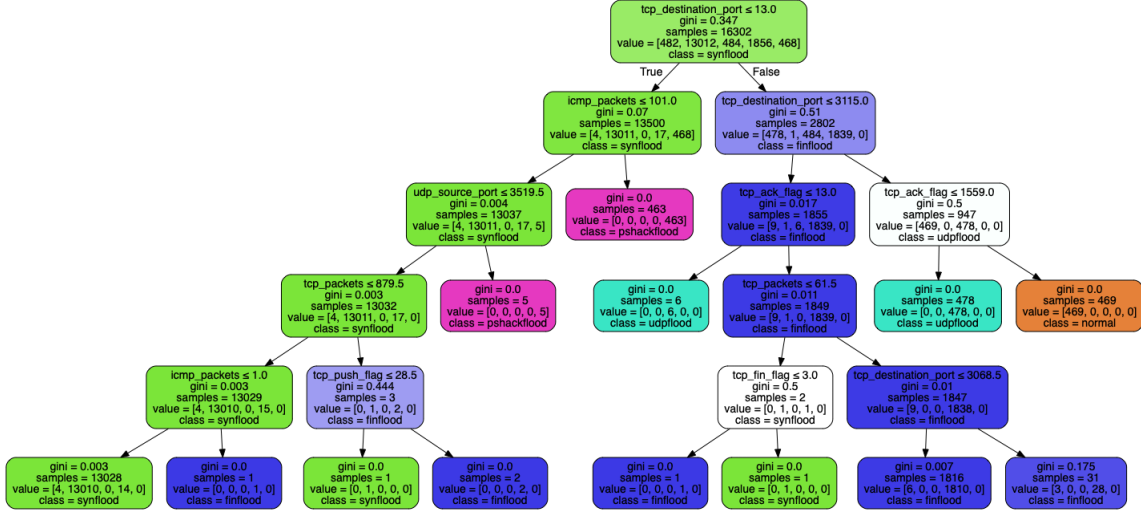 tcp_destination_port ≤ 13.0
gini = 0.347
samples = 16302
value = [482, 13012, 484, 1856, 468]
class = synflood
True
False
icmp_packets ≤ 101.0
gini = 0.07
samples = 13500
value = [4, 13011, 0, 17, 468]
class = synflood
tcp_destination_port ≤ 3115.0
gini = 0.51
samples = 2802
value = [478, 1, 484, 1839, 0]
class = finflood
udp_source_port ≤ 3519.5
gini = 0.004
samples = 13037
value = [4, 13011, 0, 17, 5]
class = synflood
gini = 0.0
samples = 463
value = [0, 0, 0, 0, 463]
class = pshackflood
tcp_ack_flag ≤ 13.0
gini = 0.017
samples = 1855
value = [9, 1, 6, 1839, 0]
class = finflood
tcp_ack_flag ≤ 1559.0
gini = 0.5
samples = 947
value = [469, 0, 478, 0, 0]
class = udpflood
tcp_packets ≤ 879.5
gini = 0.003
samples = 13032
value = [4, 13011, 0, 17, 0]
class = synflood
gini = 0.0
samples = 5
value = [0, 0, 0, 0, 5]
class = pshackflood
gini = 0.0
samples = 6
value = [0, 0, 6, 0, 0]
class = udpflood
tcp_packets ≤ 61.5
gini = 0.011
samples = 1849
value = [9, 1, 0, 1839, 0]
class = finflood
gini = 0.0
samples = 478
value = [0, 0, 478, 0, 0]
class = udpflood
gini = 0.0
samples = 469
value = [469, 0, 0, 0, 0]
class = normal
icmp_packets ≤ 1.0
gini = 0.003
samples = 13029
value = [4, 13010, 0, 15, 0]
class = synflood
tcp_push_flag ≤ 28.5
gini = 0.444
samples = 3
value = [0, 1, 0, 2, 0]
class = finflood
tcp_fin_flag ≤ 3.0
gini = 0.5
samples = 2
value = [0, 1, 0, 1, 0]
class = synflood
tcp_destination_port ≤ 3068.5
gini = 0.01
samples = 1847
value = [9, 0, 0, 1838, 0]
class = finflood
gini = 0.003
samples = 13028
value = [4, 13010, 0, 14, 0]
class = synflood
gini = 0.0
samples = 1
value = [0, 0, 0, 1, 0]
class = finflood
gini = 0.0
samples = 1
value = [0, 1, 0, 0, 0]
class = synflood
gini = 0.0
samples = 2
value = [0, 0, 0, 2, 0]
class = finflood
gini = 0.0
samples = 1
value = [0, 0, 0, 1, 0]
class = finflood
gini = 0.0
samples = 1
value = [0, 1, 0, 0, 0]
class = synflood
gini = 0.007
samples = 1816
value = [6, 0, 0, 1810, 0]
class = finflood
gini = 0.175
samples = 31
value = [3, 0, 0, 28, 0]
class = finflood